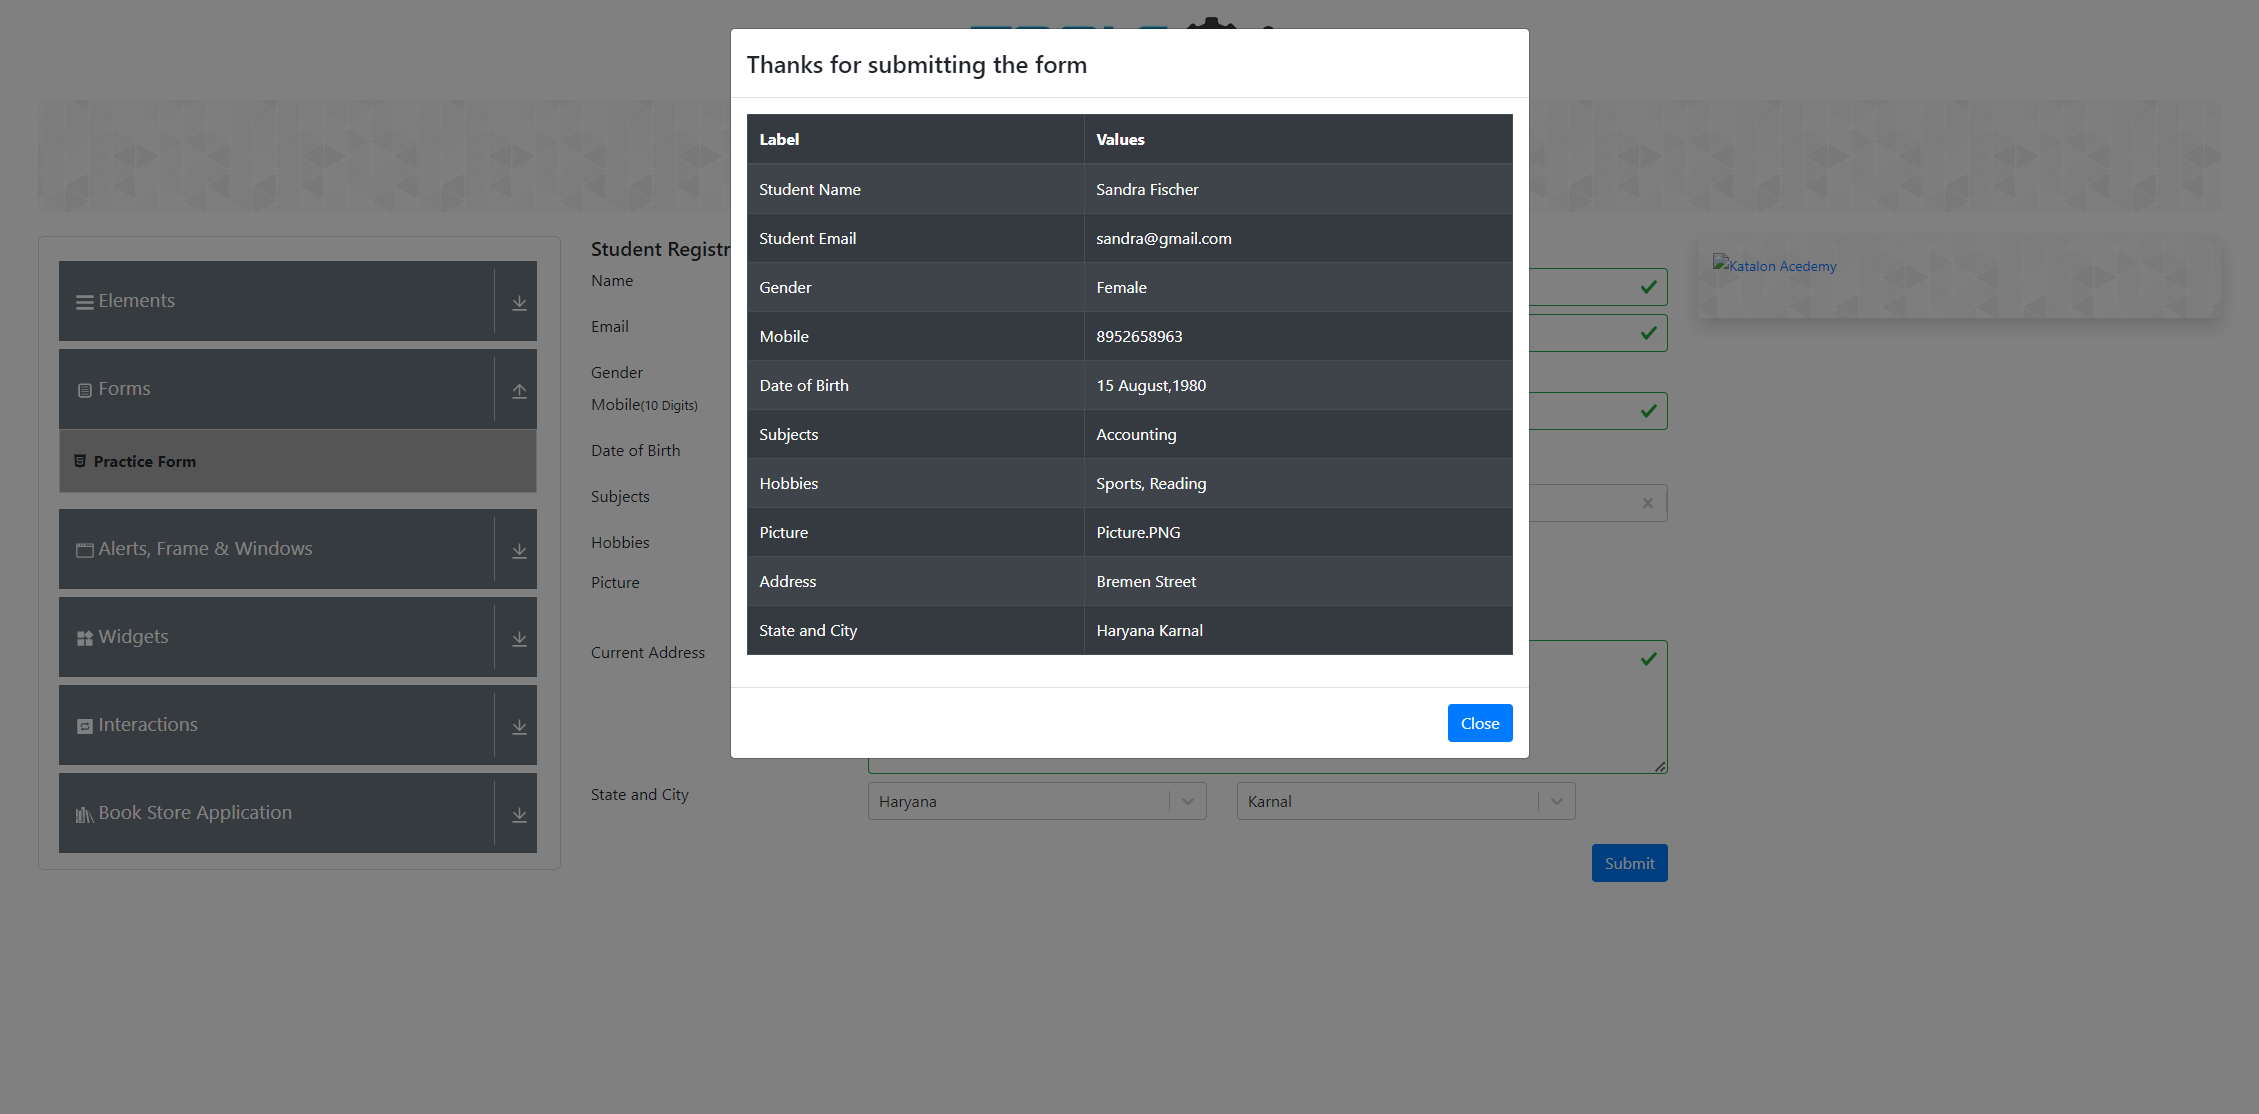 Thanks for submitting the form
Label Values
Student Name Sandra Fischer
Student Email sandra@gmail.com
Gender Female
Mobile 8952658963
Date of Birth 15 August,1980
Subjects Accounting
Hobbies Sports, Reading
Picture Picture.PNG
Address Bremen Street
State and City Haryana Karnal
Close
Elements
Forms
Practice Form
Alerts, Frame & Windows
Widgets
Interactions
Book Store Application
Student Registr
Name
Email
Gender
Mobile(10 Digits)
Date of Birth
Subjects
Hobbies
Picture
Current Address
State and City Haryana Karnal
Submit
Katalon Acedemy